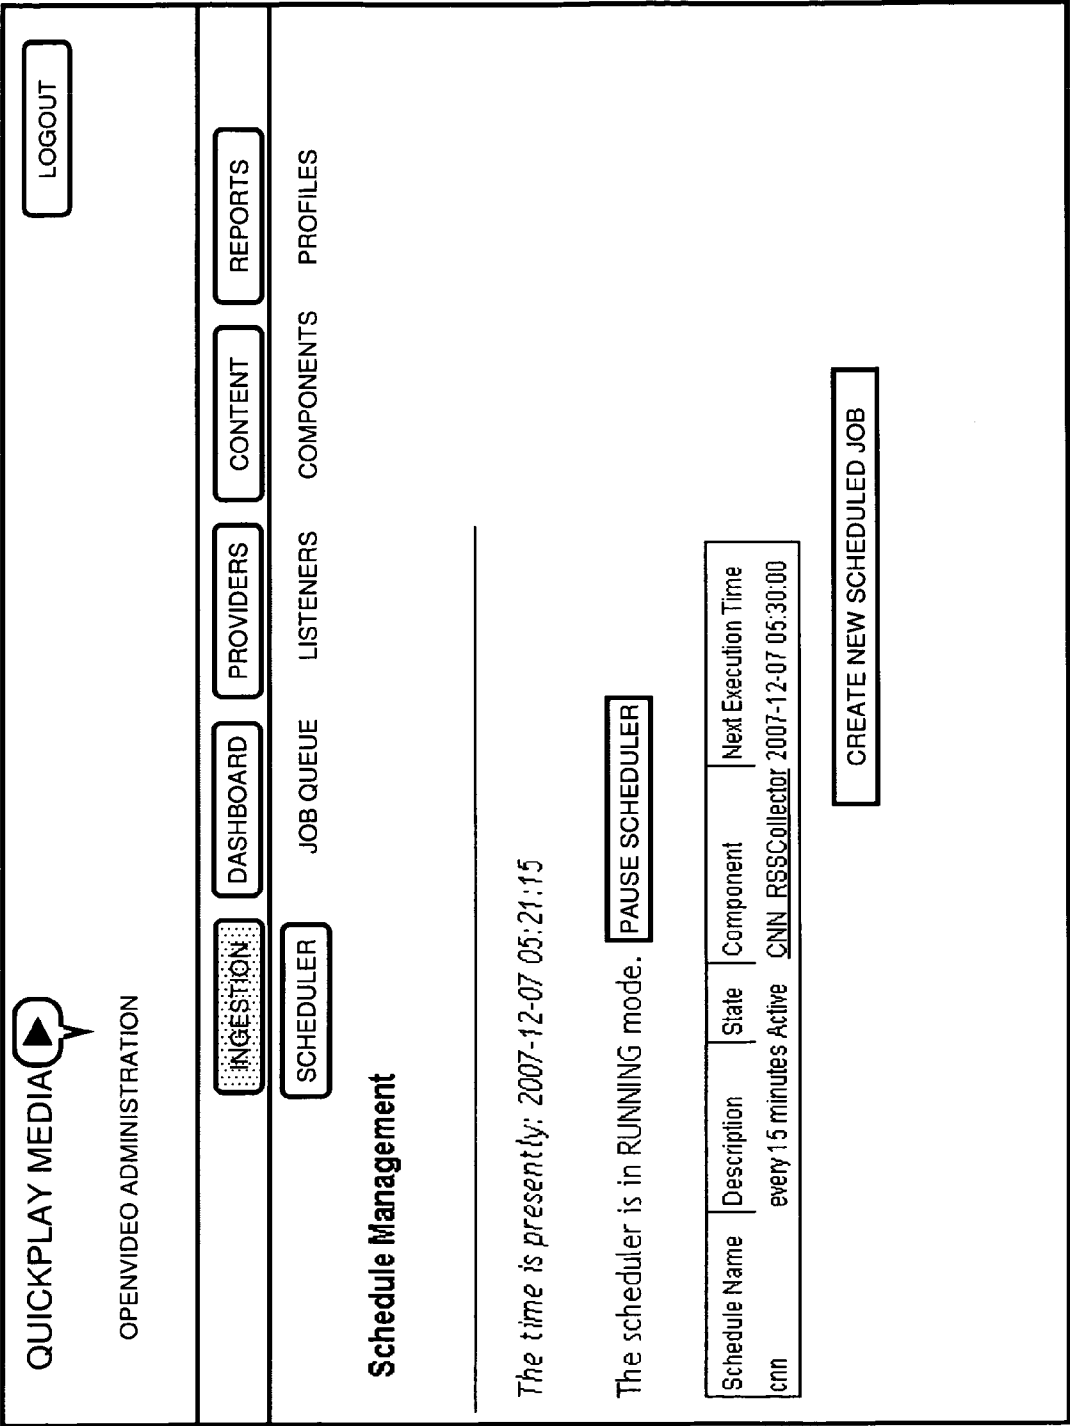 QUICKPLAY MEDIA
LOGOUT
OPENVIDEO ADMINISTRATION
INGESTION DASHBOARD PROVIDERS CONTENT REPORTS
SCHEDULER JOB QUEUE LISTENERS COMPONENTS PROFILES
Schedule Management
The time is presently: 2007-12-07 05:21:15
The scheduler is in RUNNING mode. PAUSE SCHEDULER
Schedule Name Description State Component Next Execution Time
cnn every 15 minutes Active CNN_RSSCollector 2007-12-07 05:30:00
CREATE NEW SCHEDULED JOB